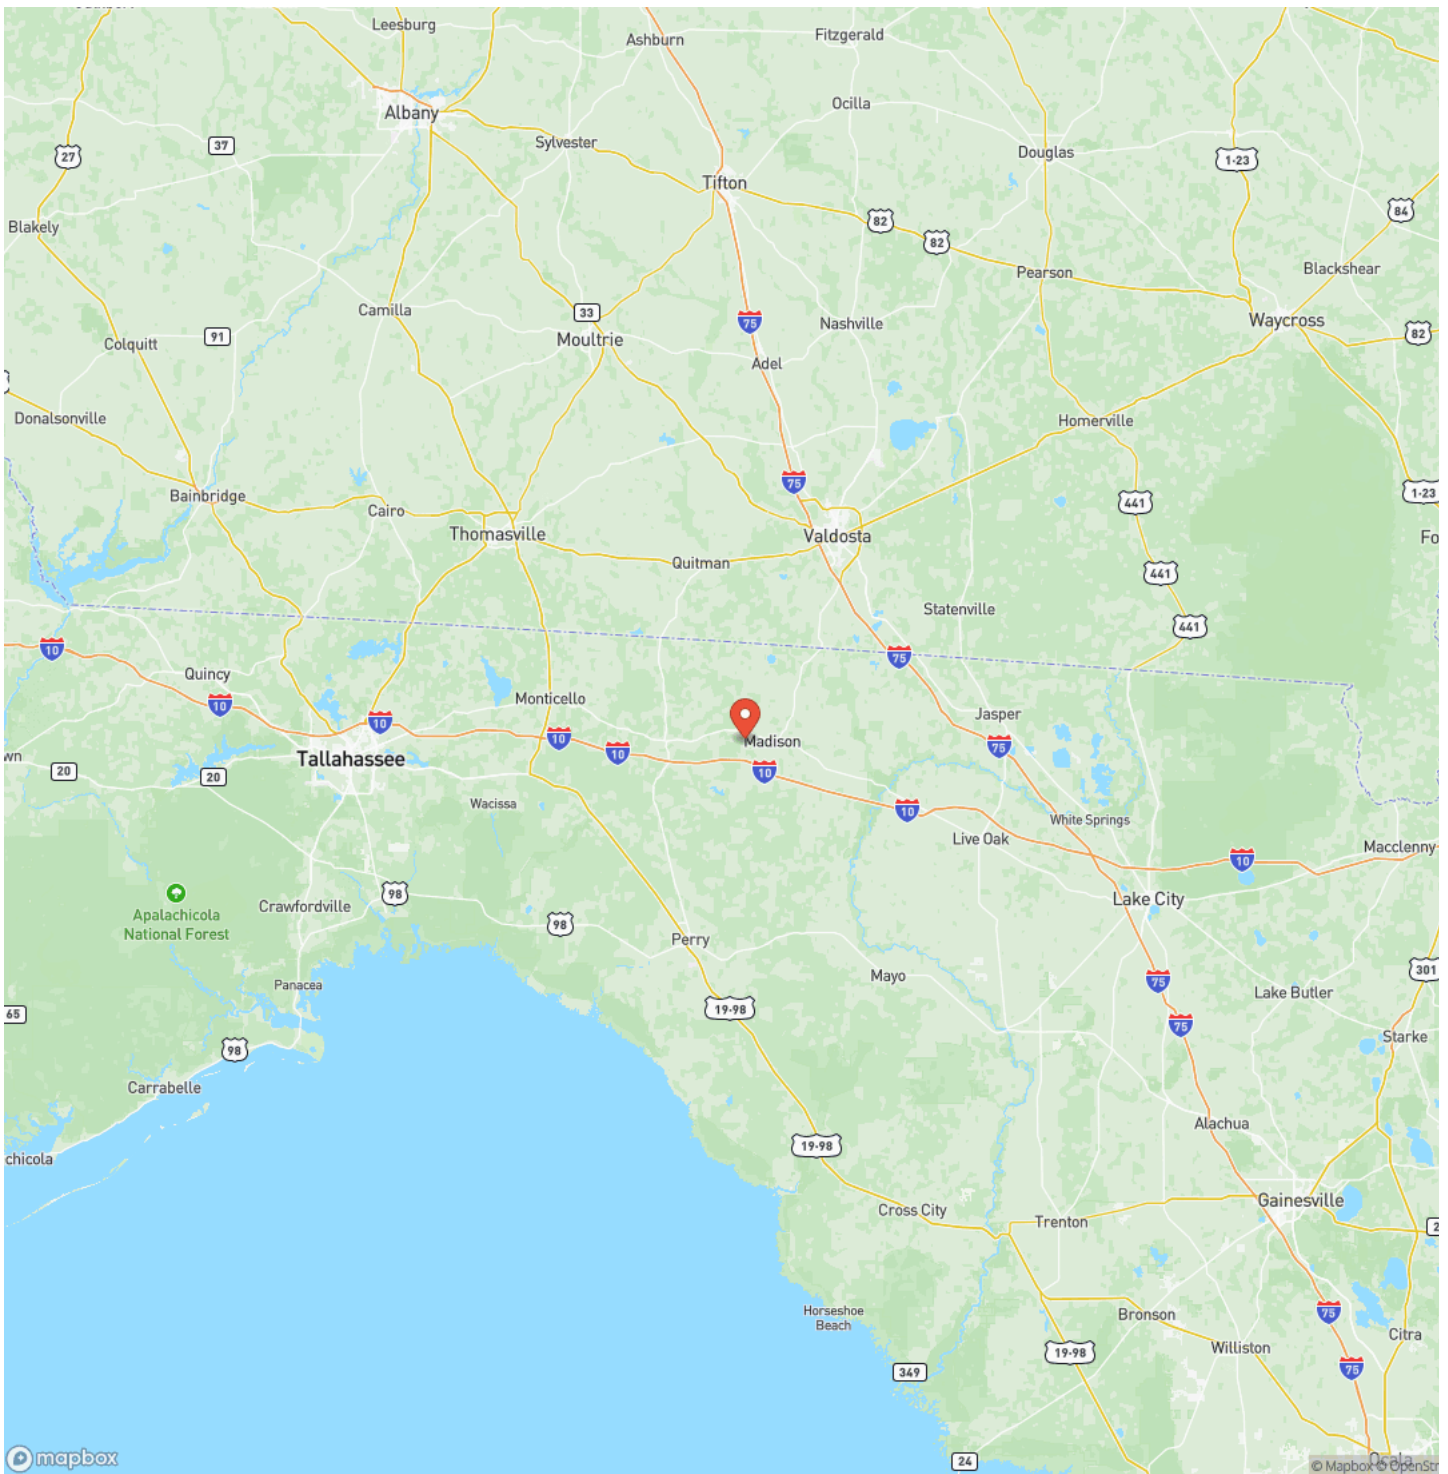 Leesburg
Ashburn
Fitzgerald
Albany
Ocilla
37
Sylvester
27
Douglas
1-23
Tifton
82
84
Blakely
82
Blackshear
Pearson
Camilla
33
75
Nashville
Waycross
91
Moultrie
82
Colquitt
Adel
Donalsonville
Homerville
75
Bainbridge
441
1-23
Cairo
Thomasville
Valdosta
Fo
Quitman
441
Statenville
441
10
75
Quincy
Monticello
10
Jasper
10
10
Madison
75
10
wn
Tallahassee
20
20
10
Wacissa
10
White Springs
Live Oak
Macclenny
10
98
Lake City
Apalachicola
National Forest
Crawfordville
98
Perry
301
Mayo
75
Panacea
Lake Butler
65
19-98
75
Starke
98
Carrabelle
Alachua
19-98
chicola
Gainesville
Cross City
Trenton
2
Horseshoe
Beach
75
Bronson
Citra
Williston
19-98
75
349
mapbox
24
Ocala
© Mapbox © OpenStr